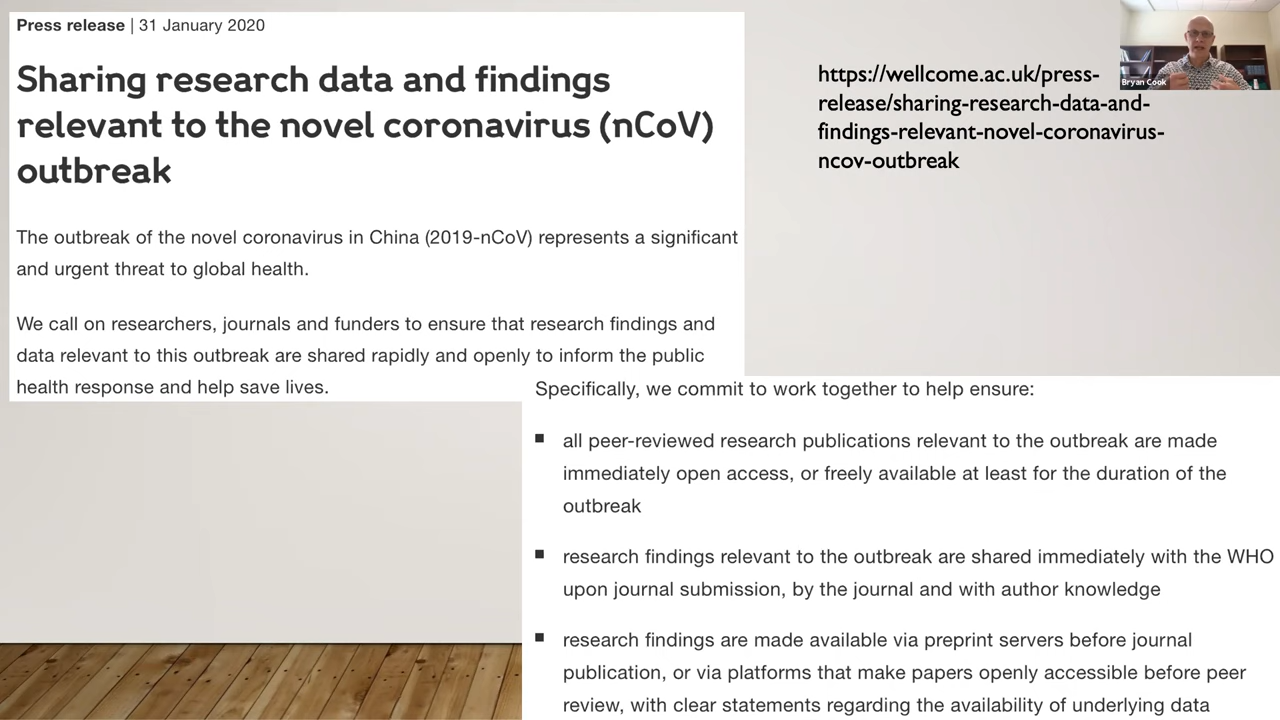 Press release | 31 January 2020
Sharing research data and findings
relevant to the novel coronavirus (nCoV)
outbreak
The outbreak of the novel coronavirus in China (2019-nCoV) represents a significant
and urgent threat to global health.
We call on researchers, journals and funders to ensure that research findings and
data relevant to this outbreak are shared rapidly and openly to inform the public
health response and help save lives.
https://wellcome.ac.uk/press-
release/sharing-research-data-and-
findings-relevant-novel-coronavirus-
ncov-outbreak
Bryan Cook
Specifically, we commit to work together to help ensure:
▪ all peer-reviewed research publications relevant to the outbreak are made
immediately open access, or freely available at least for the duration of the
outbreak
▪ research findings relevant to the outbreak are shared immediately with the WHO
upon journal submission, by the journal and with author knowledge
▪ research findings are made available via preprint servers before journal
publication, or via platforms that make papers openly accessible before peer
review, with clear statements regarding the availability of underlying data